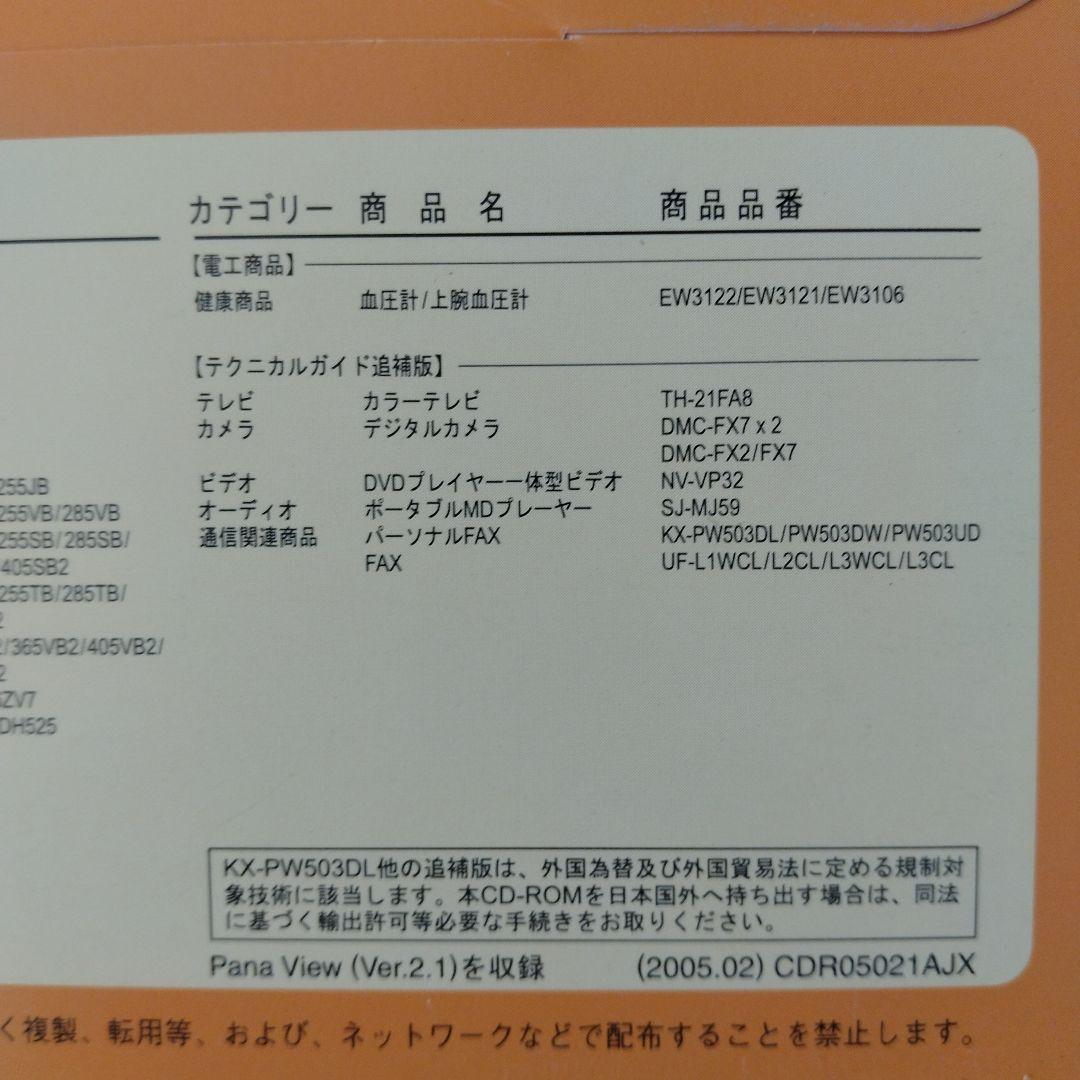 カテゴリー 商品名 商品品番
【電工商品】
健康商品 血圧計/上腕血圧計 EW3122/EW3121/EW3106
【テクニカルガイド追補版】
テレビ カラーテレビ TH-21FA8
カメラ デジタルカメラ DMC-FX7 x 2
DMC-FX2/FX7
ビデオ DVDプレイヤー一体型ビデオ NV-VP32
オーディオ ポータブルMDプレーヤー SJ-MJ59
通信関連商品 パーソナルFAX KX-PW503DL/PW503DW/PW503UD
FAX UF-L1WCL/L2CL/L3WCL/L3CL
255JB
255VB/285VB
255SB/285SB/
405SB2
255TB/285TB/
2
/365VB2/405VB2/
2
ZV7
DH525
KX-PW503DL他の追補版は、外国為替及び外国貿易法に定める規制対
象技術に該当します。本CD-ROMを日本国外へ持ち出す場合は、同法
に基づく輸出許可等必要な手続きをお取りください。
Pana View (Ver.2.1)を収録 (2005.02) CDR05021AJX
く複製、転用等、および、ネットワークなどで配布することを禁止します。